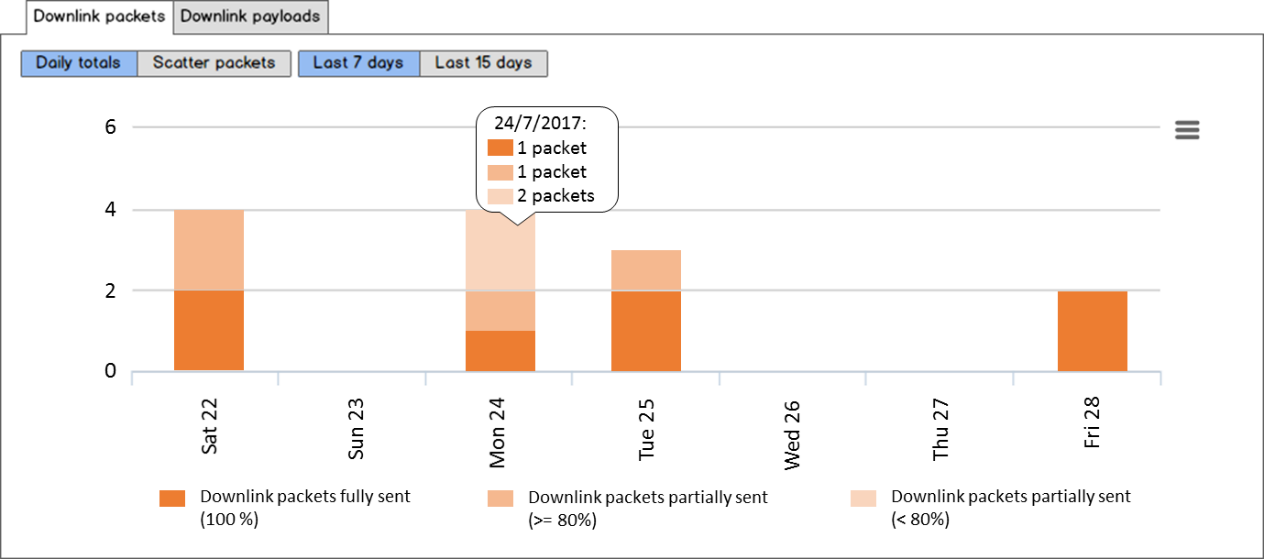 Downlink packets Downlink payloads
Daily totals Scatter packets Last 7 days Last 15 days
24/7/2017:
1 packet
1 packet
2 packets
6
4
2
0
Sat 22
Sun 23
Mon 24
Tue 25
Wed 26
Thu 27
Fri 28
Downlink packets fully sent
(100 %)
Downlink packets partially sent
(>= 80%)
Downlink packets partially sent
(< 80%)